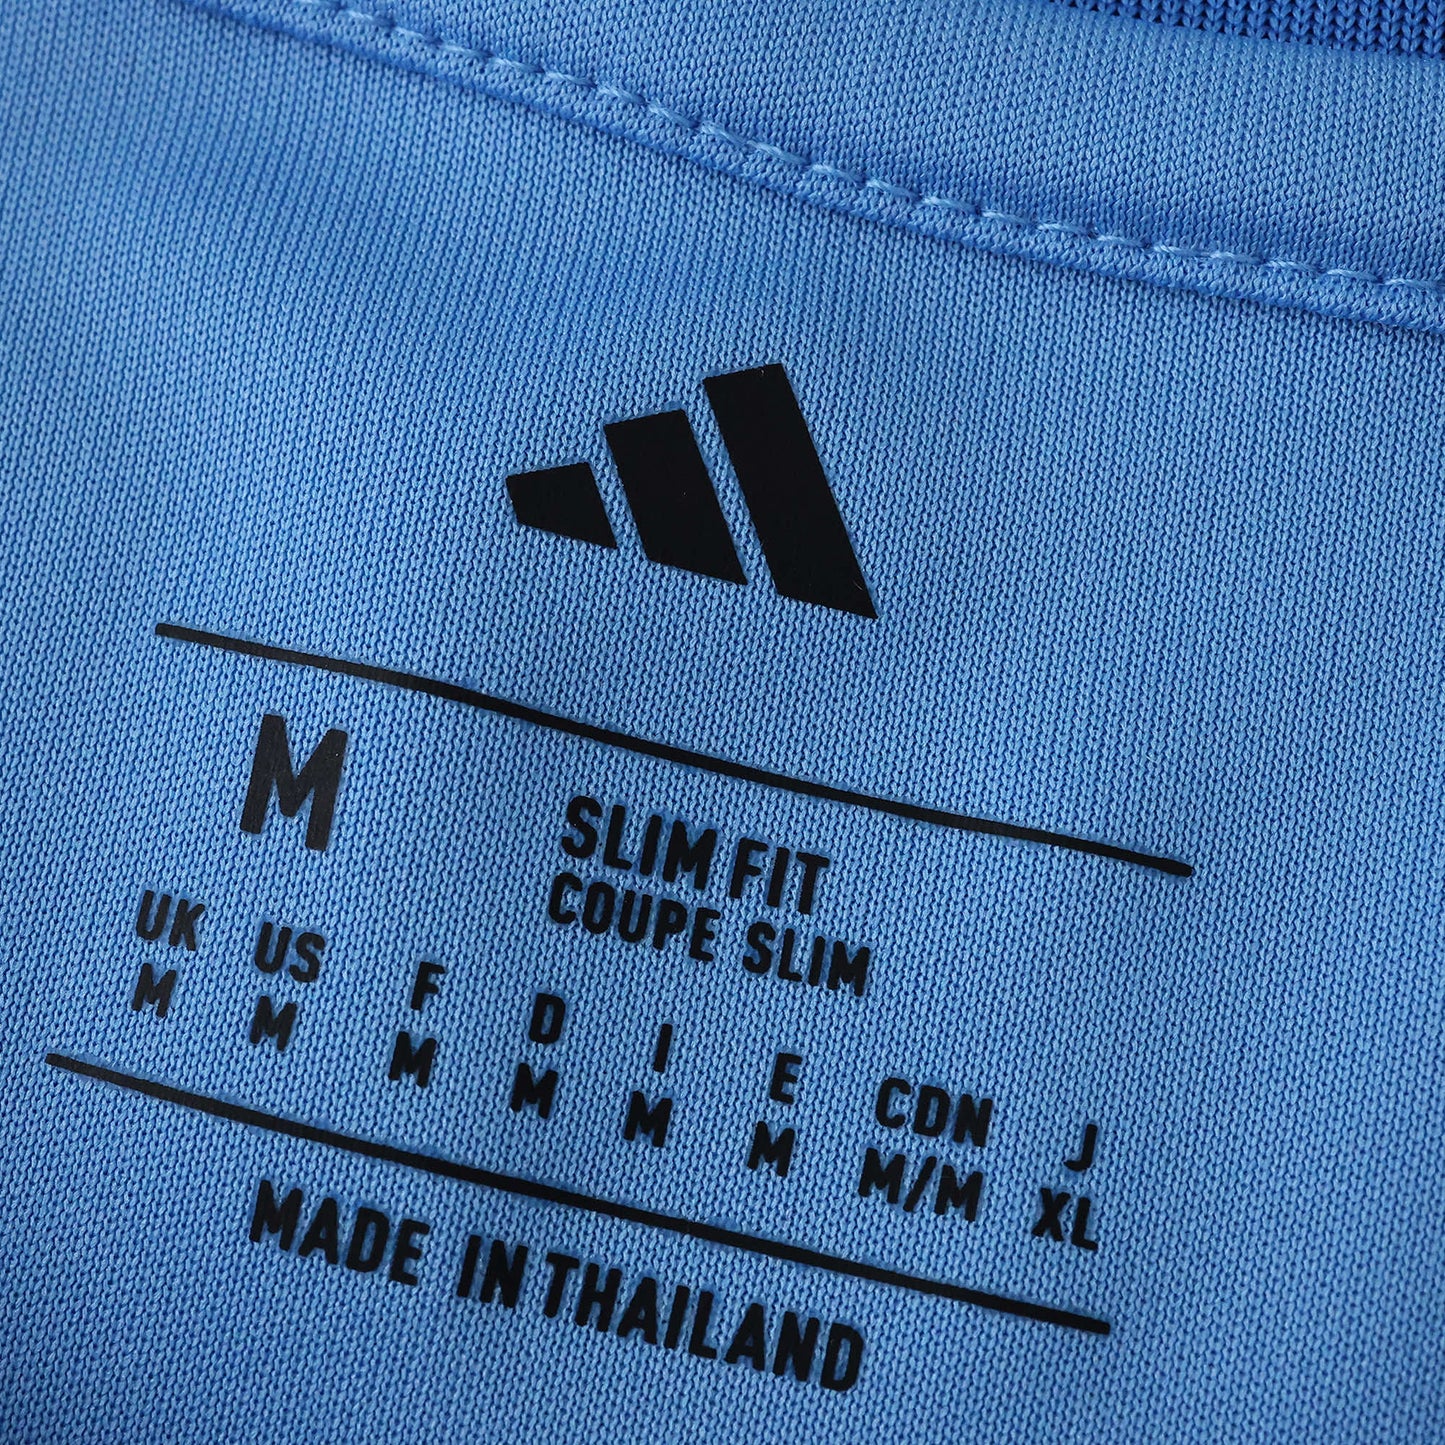 M
SLIM FIT
COUPE SLIM
UK US F D I E CDN J
M M M M M M M/M XL
MADE IN THAILAND